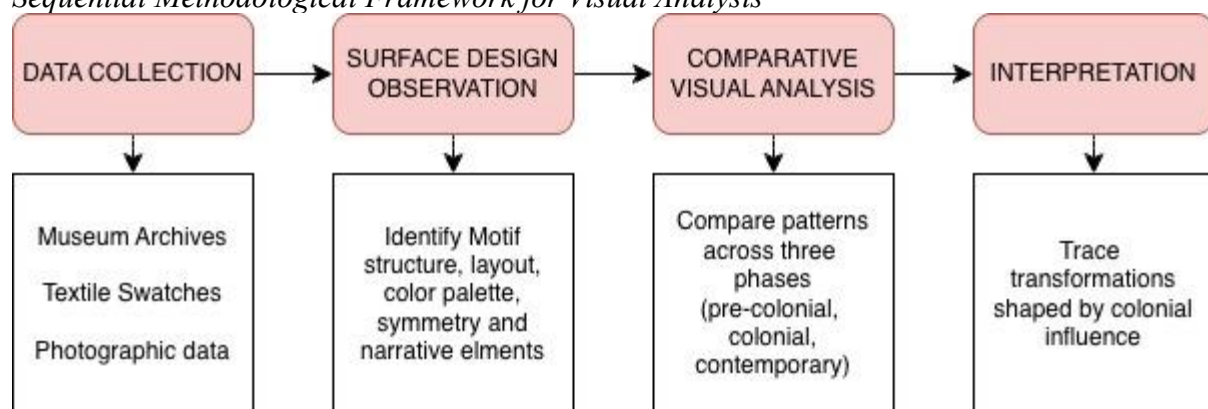 Sequential Methodological Framework for Visual Analysis
DATA COLLECTION
SURFACE DESIGN
OBSERVATION
COMPARATIVE
VISUAL ANALYSIS
INTERPRETATION
Museum Archives
Textile Swatches
Photographic data
Identify Motif
structure, layout,
color palette,
symmetry and
narrative elments
Compare patterns
across three
phases
(pre-colonial,
colonial,
contemporary)
Trace
transformations
shaped by colonial
influence